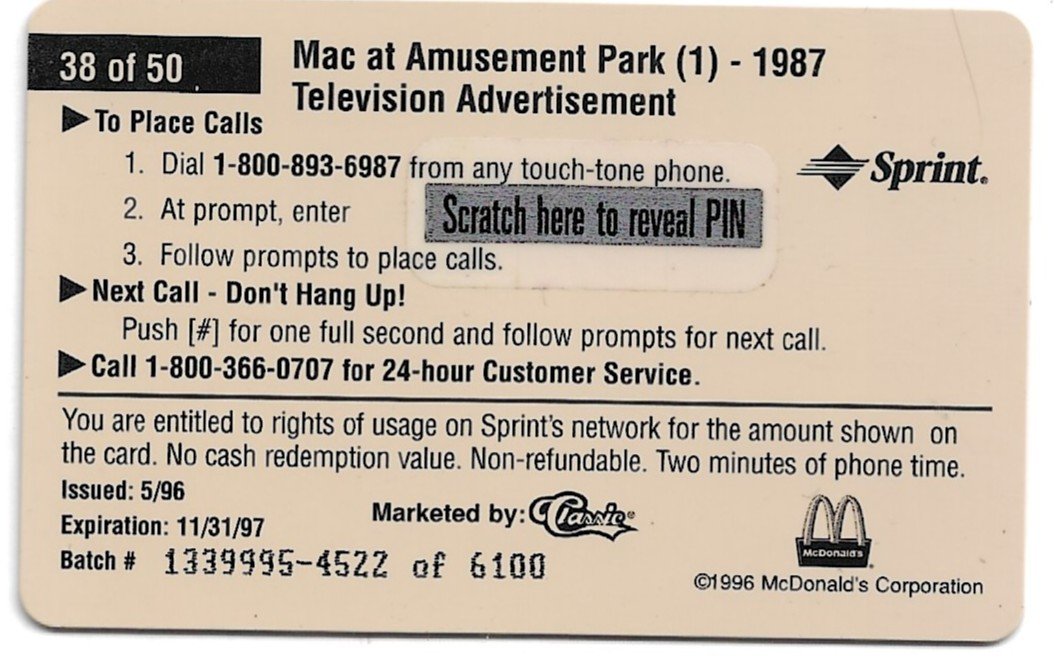 38 of 50
Mac at Amusement Park (1) - 1987
Television Advertisement
▶To Place Calls
1. Dial 1-800-893-6987 from any touch-tone phone.
Sprint.
2. At prompt, enter Scratch here to reveal PIN
3. Follow prompts to place calls.
▶Next Call - Don't Hang Up!
Push [#] for one full second and follow prompts for next call.
▶Call 1-800-366-0707 for 24-hour Customer Service.
You are entitled to rights of usage on Sprint's network for the amount shown on
the card. No cash redemption value. Non-refundable. Two minutes of phone time.
Issued: 5/96
Expiration: 11/31/97
Marketed by: Classic®
Batch # 1339995-4522 of 6100
McDonald's
©1996 McDonald's Corporation